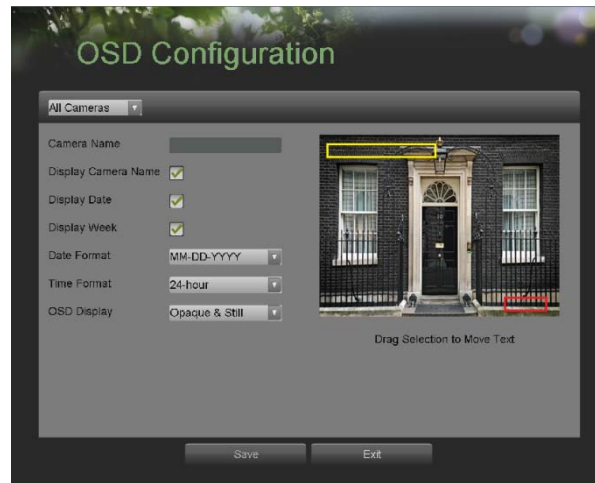 OSD Configuration
All Cameras
Camera Name
Display Camera Name
Display Date
Display Week
Date Format MM-DD-YYYY
Time Format 24-hour
OSD Display Opaque & Still
10
Drag Selection to Move Text
Save Exit